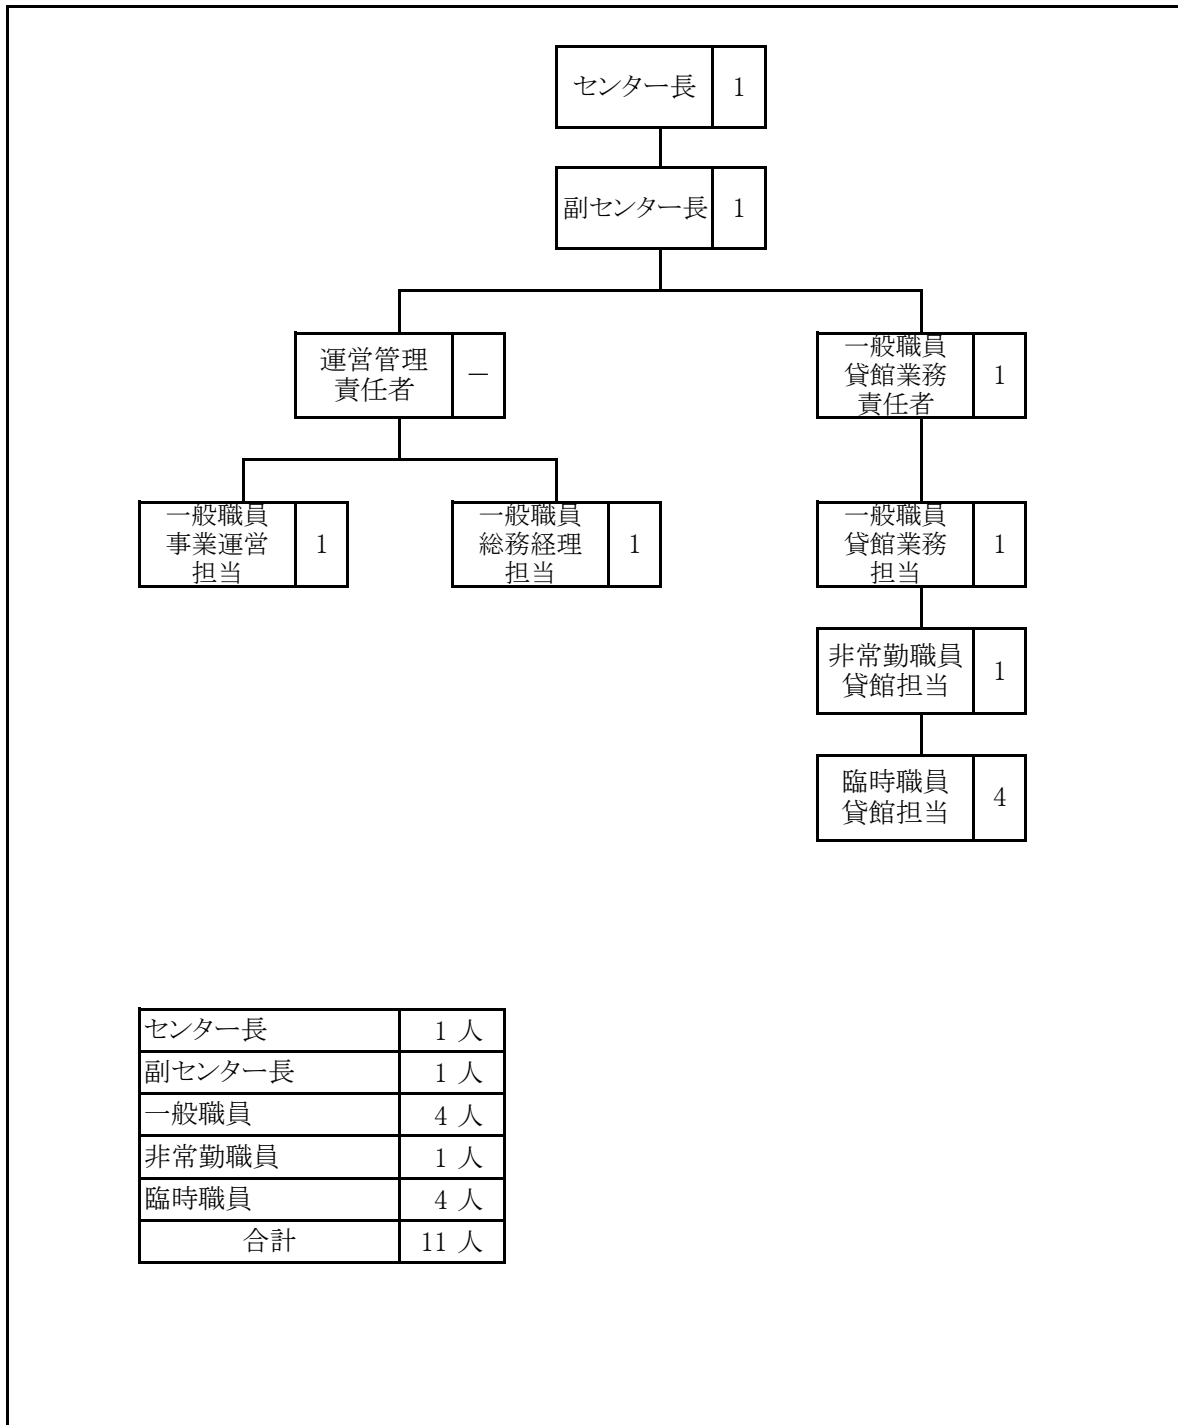 センター長 1
副センター長 1
運営管理
責任者
－
一般職員
貸館業務
責任者
1
一般職員
事業運営
担当
1
一般職員
総務経理
担当
1
一般職員
貸館業務
担当
1
非常勤職員
貸館担当
1
臨時職員
貸館担当
4
センター長 1 人
副センター長 1 人
一般職員 4 人
非常勤職員 1 人
臨時職員 4 人
合計 11 人